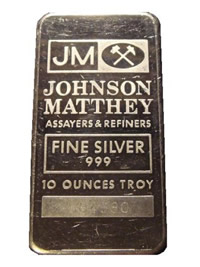 JM
JOHNSON
MATTHEY
ASSAYERS & REFINERS
FINE SILVER
999
10 OUNCES TROY